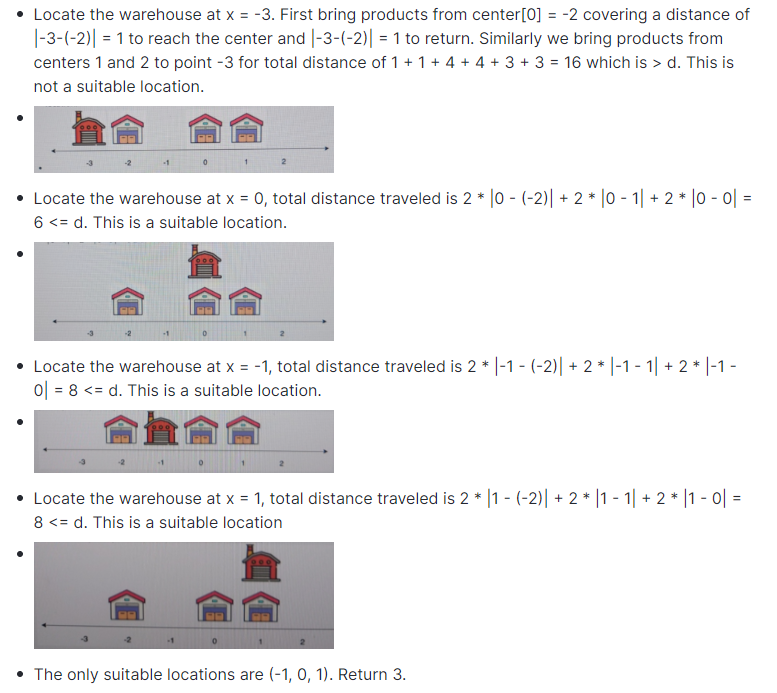 Locate the warehouse at x = -3. First bring products from center[0] = -2 covering a distance of
|-3-(-2)| = 1 to reach the center and |-3-(-2)| = 1 to return. Similarly we bring products from
centers 1 and 2 to point -3 for total distance of 1 + 1 + 4 + 4 + 3 + 3 = 16 which is > d. This is
not a suitable location.
-3 -2 -1 0 1 2
Locate the warehouse at x = 0, total distance traveled is 2 * |0 - (-2)| + 2 * |0 - 1| + 2 * |0 - 0| =
6 <= d. This is a suitable location.
-3 -2 -1 0 1 2
Locate the warehouse at x = -1, total distance traveled is 2 * |-1 - (-2)| + 2 * |-1 - 1| + 2 * |-1 -
0| = 8 <= d. This is a suitable location.
-3 -2 -1 0 1 2
Locate the warehouse at x = 1, total distance traveled is 2 * |1 - (-2)| + 2 * |1 - 1| + 2 * |1 - 0| =
8 <= d. This is a suitable location
-3 -2 -1 0 1 2
The only suitable locations are (-1, 0, 1). Return 3.